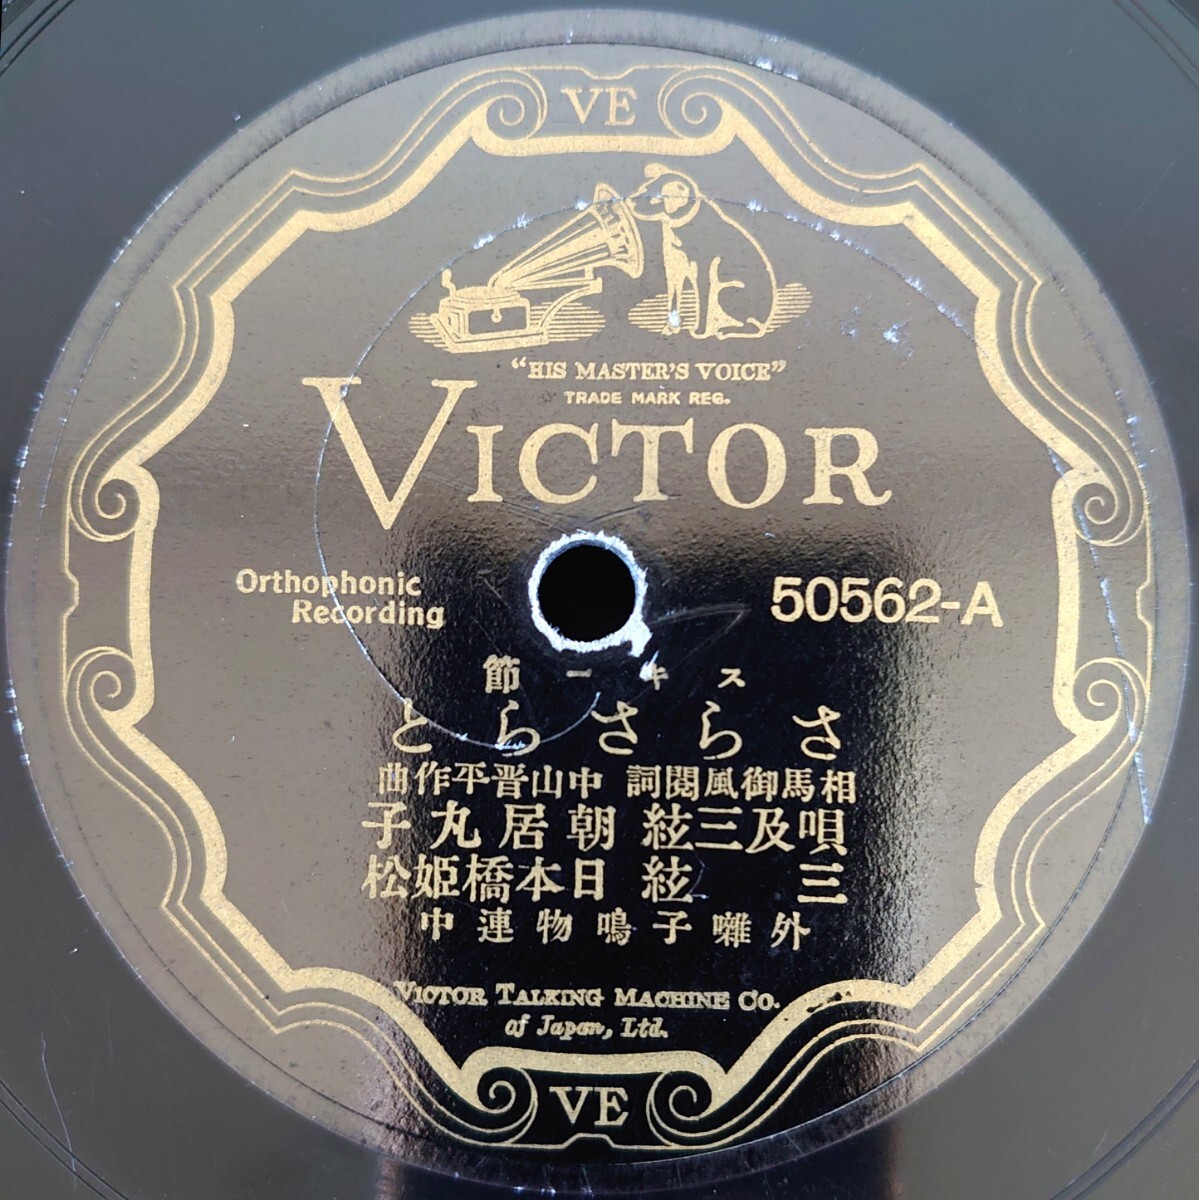 VE
“HIS MASTER'S VOICE”
TRADE MARK REG.
VICTOR
Orthophonic
Recording
50562-A
スキー節
さらさらと
相馬御風閲詞 中山晋平作曲
唄及三絃 朝居丸子
三絃 日本橋姫松
外囃子鳴物連中
VICTOR TALKING MACHINE CO.
of Japan, Ltd.
VE